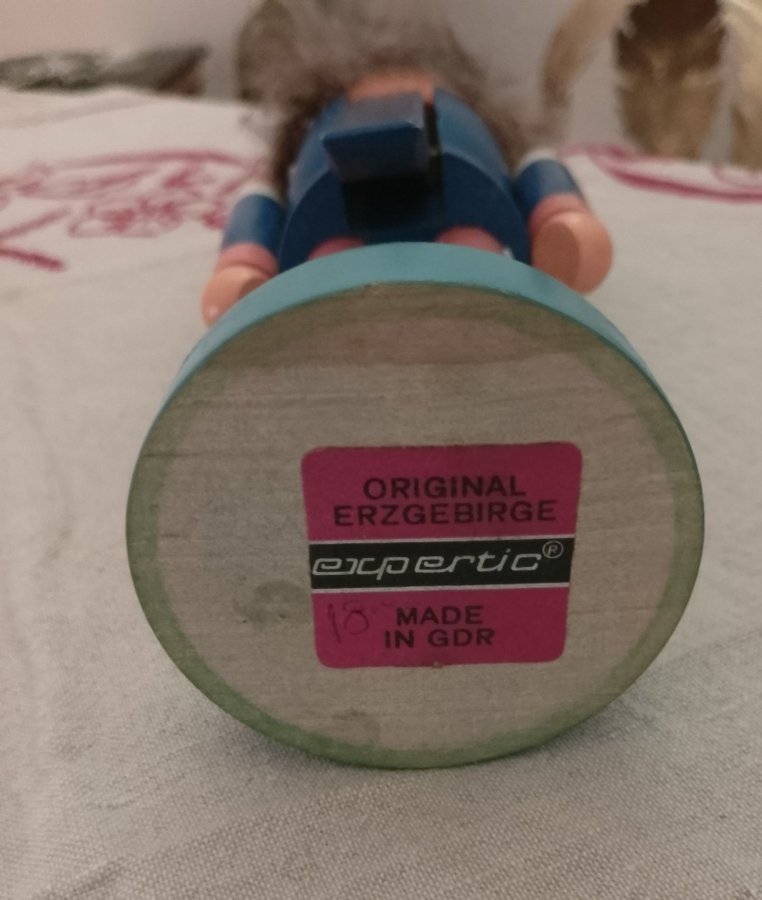 ORIGINAL
ERZGEBIRGE
expertic®
18
MADE
IN GDR